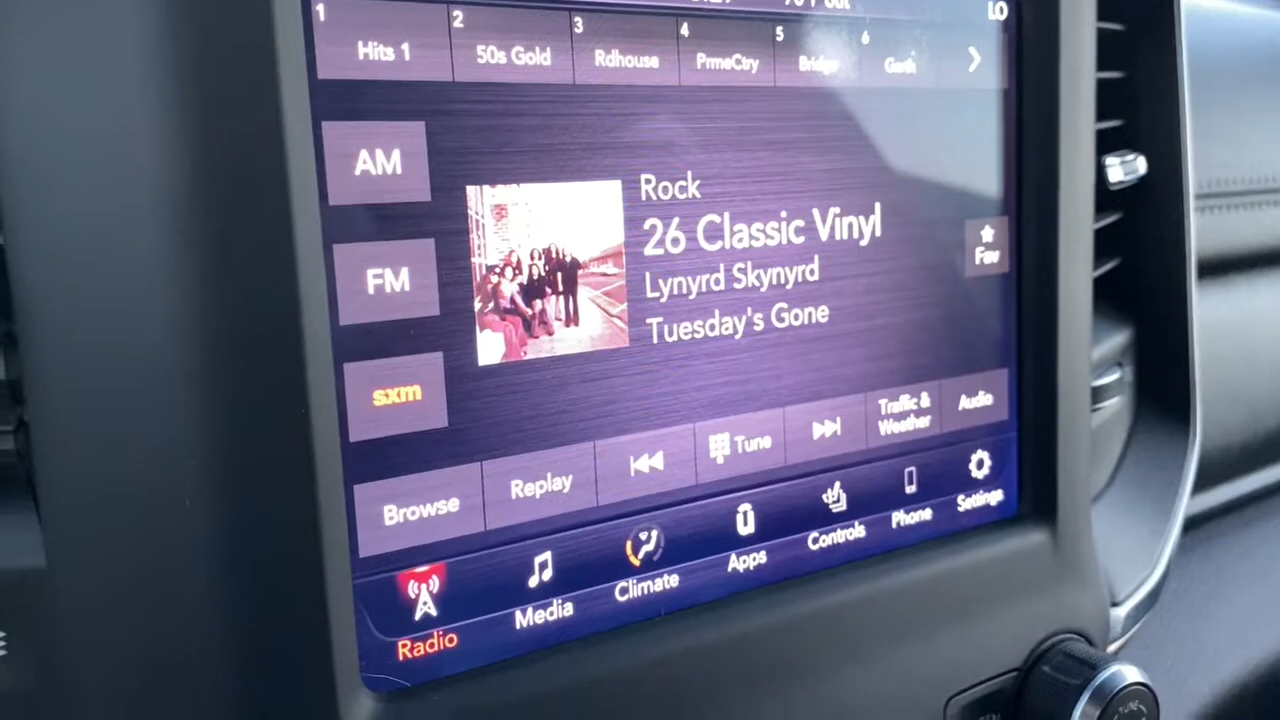 LO
1
Hits 1
2
50s Gold
3
Rdhouse
4
PrmeCtry
5
Bridge
6
Garth
AM
FM
sxm
Rock
26 Classic Vinyl
Lynyrd Skynyrd
Tuesday's Gone
Fav
Browse
Replay
Tune
Traffic &
Weather
Audio
Radio
Media
Climate
Apps
Controls
Phone
Settings
TUNE